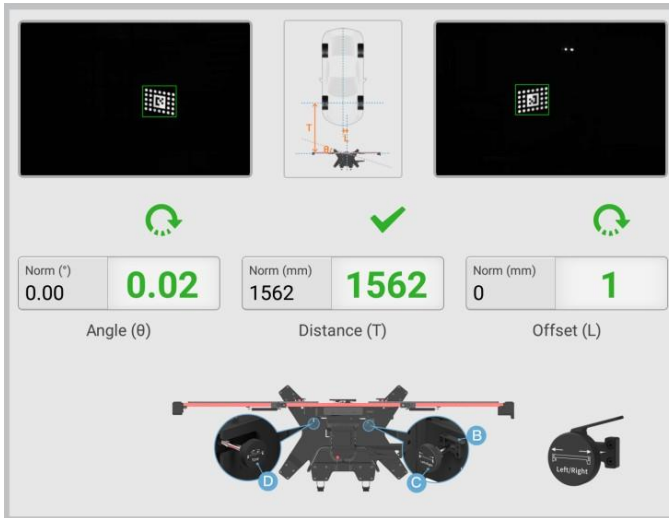 T
L
Norm (°)
0.00
0.02
Norm (mm)
1562
1562
Norm (mm)
0
1
Angle (θ)
Distance (T)
Offset (L)
L
B
D
C
Left/Right